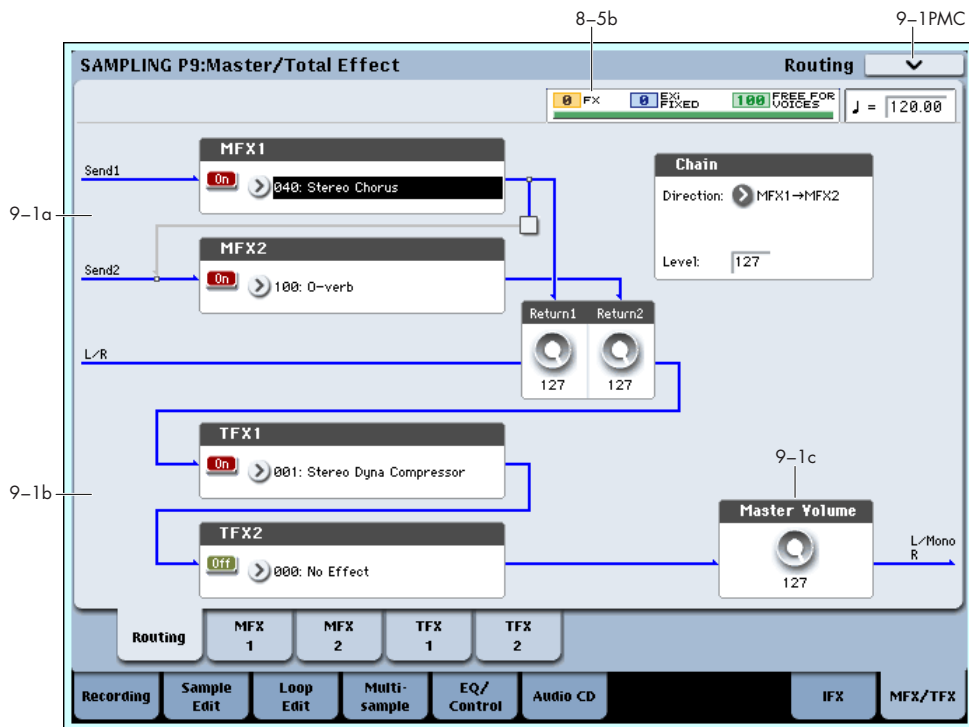 8–5b
9–1PMC
SAMPLING P9:Master/Total Effect
Routing
0 FX
0 EXi FIXED
100 FREE FOR VOICES
♩ = 120.00
MFX1
Send1
On
040: Stereo Chorus
Chain
Direction: MFX1→MFX2
Level: 127
9–1a
MFX2
Send2
On
100: O-verb
Return1 Return2
127 127
L/R
TFX1
On
001: Stereo Dyna Compressor
9–1b
9–1c
TFX2
Off
000: No Effect
Master Volume
127
L/Mono
R
Routing
MFX
1
MFX
2
TFX
1
TFX
2
Recording
Sample
Edit
Loop
Edit
Multi-
sample
EQ/
Control
Audio CD
IFX
MFX/TFX